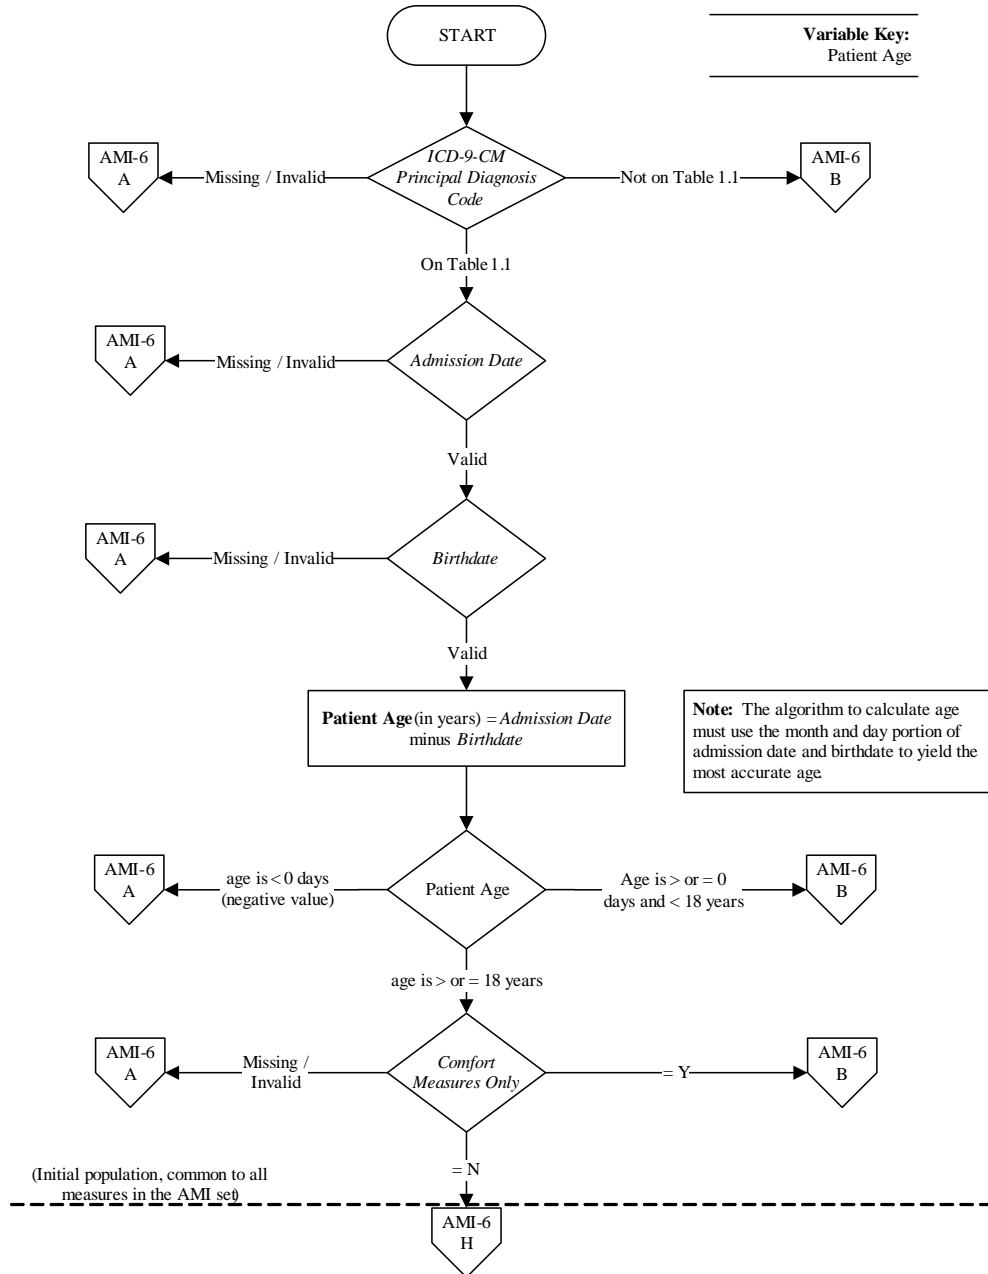 START
Variable Key:
Patient Age
AMI-6
A
Missing / Invalid
ICD-9-CM
Principal Diagnosis
Code
Not on Table 1.1
AMI-6
B
On Table 1.1
AMI-6
A
Missing / Invalid
Admission Date
Valid
AMI-6
A
Missing / Invalid
Birthdate
Valid
Patient Age (in years) = Admission Date
minus Birthdate
Note: The algorithm to calculate age
must use the month and day portion of
admission date and birthdate to yield the
most accurate age.
AMI-6
A
age is < 0 days
(negative value)
Patient Age
Age is > or = 0
days and < 18 years
AMI-6
B
age is > or = 18 years
AMI-6
A
Missing /
Invalid
Comfort
Measures Only
= Y
AMI-6
B
= N
(Initial population, common to all
measures in the AMI set)
AMI-6
H